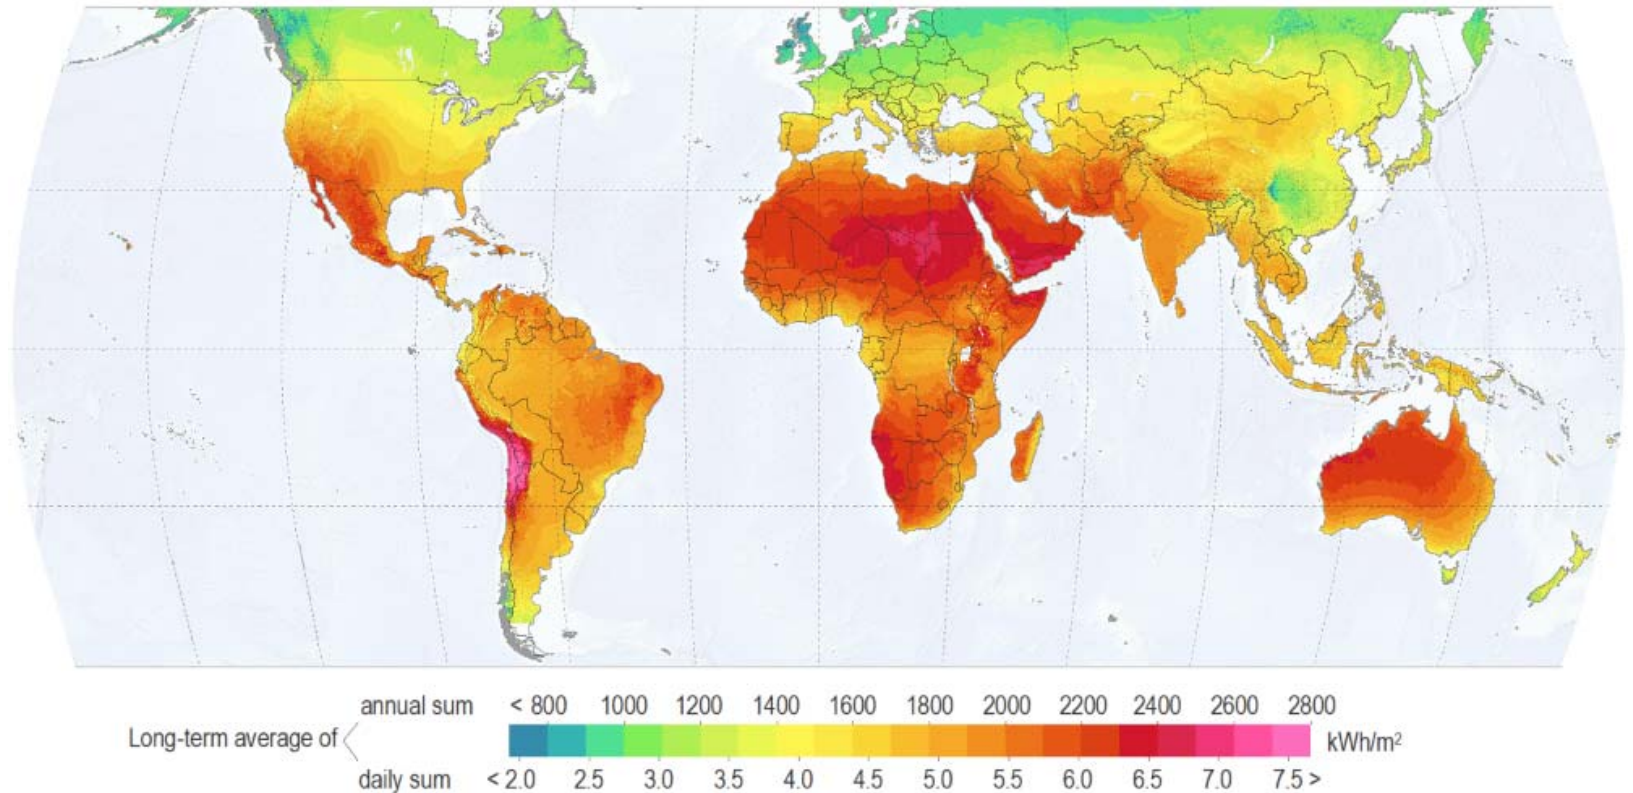 annual sum < 800 1000 1200 1400 1600 1800 2000 2200 2400 2600 2800
Long-term average of kWh/m²
daily sum < 2.0 2.5 3.0 3.5 4.0 4.5 5.0 5.5 6.0 6.5 7.0 7.5 >